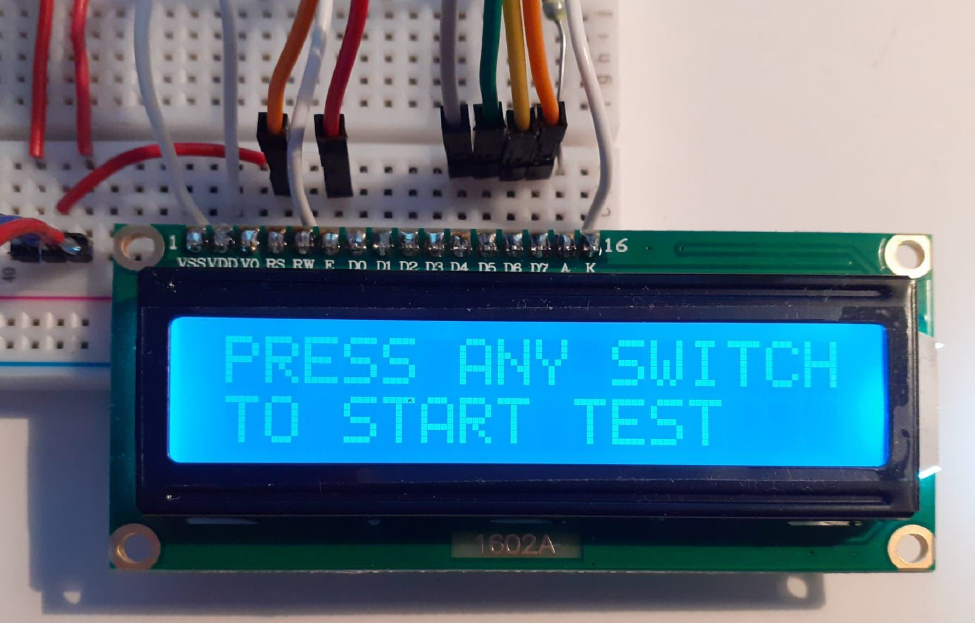 1 16
VSS VDD V0 RS RW E D0 D1 D2 D3 D4 D5 D6 D7 A K
PRESS ANY SWITCH
TO START TEST
1602A